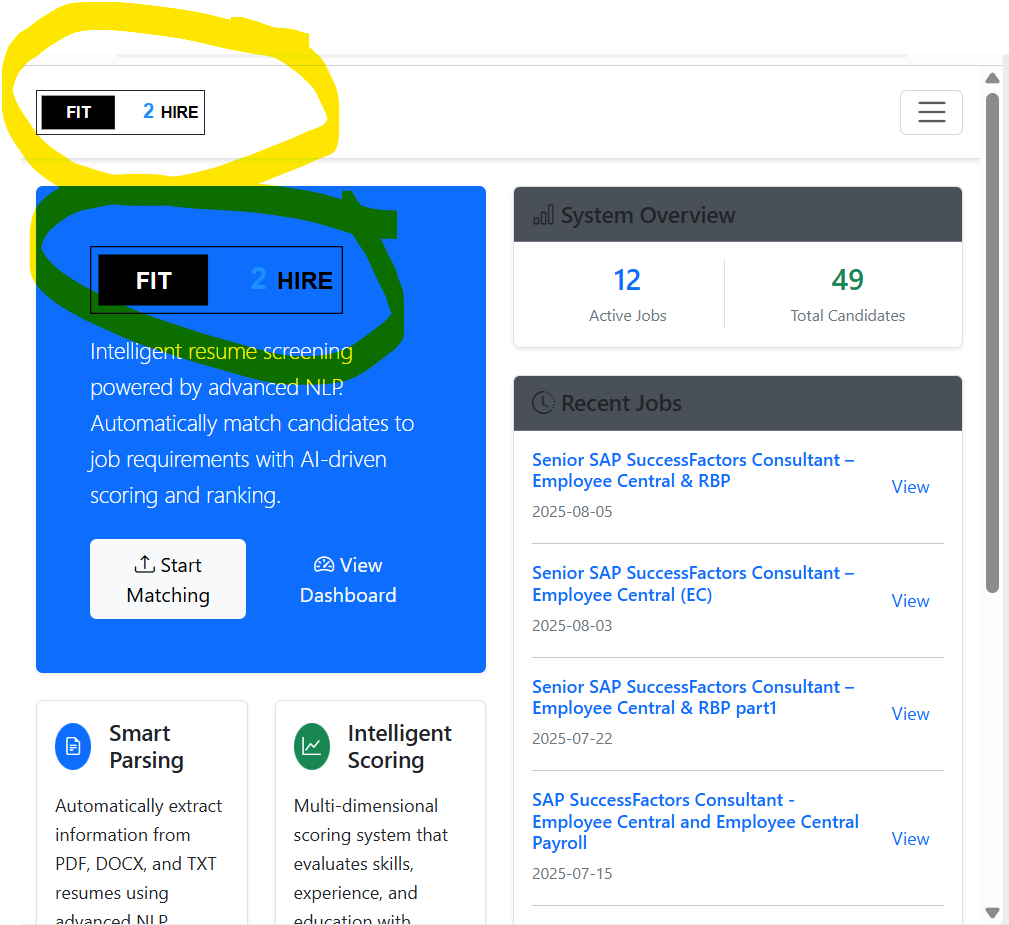 FIT 2 HIRE
FIT 2 HIRE
Intelligent resume screening
powered by advanced NLP.
Automatically match candidates to
job requirements with AI-driven
scoring and ranking.
Start
Matching
View
Dashboard
System Overview
12
Active Jobs
49
Total Candidates
Recent Jobs
Senior SAP SuccessFactors Consultant –
Employee Central & RBP
View
2025-08-05
Senior SAP SuccessFactors Consultant –
Employee Central (EC)
View
2025-08-03
Senior SAP SuccessFactors Consultant –
Employee Central & RBP part1
View
2025-07-22
SAP SuccessFactors Consultant -
Employee Central and Employee Central
Payroll
View
2025-07-15
Smart
Parsing
Automatically extract
information from
PDF, DOCX, and TXT
resumes using
advanced NLP
Intelligent
Scoring
Multi-dimensional
scoring system that
evaluates skills,
experience, and
education with